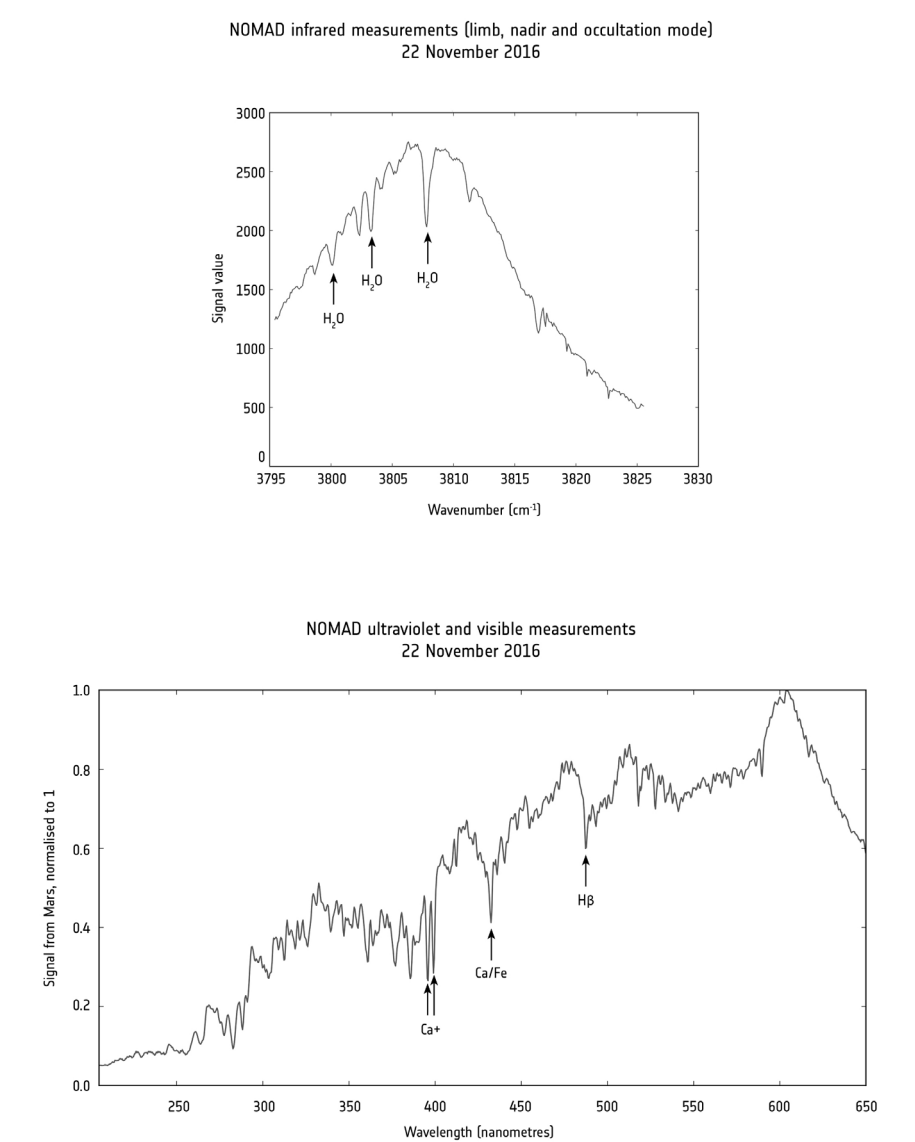 NOMAD infrared measurements (limb, nadir and occultation mode)
22 November 2016
3000
2500
2000
1500
1000
500
0
Signal value
H₂O
H₂O
H₂O
3795 3800 3805 3810 3815 3820 3825 3830
Wavenumber (cm⁻¹)
NOMAD ultraviolet and visible measurements
22 November 2016
1.0
0.8
0.6
0.4
0.2
0.0
Signal from Mars, normalised to 1
Hβ
Ca/Fe
Ca+
250 300 350 400 450 500 550 600 650
Wavelength (nanometres)